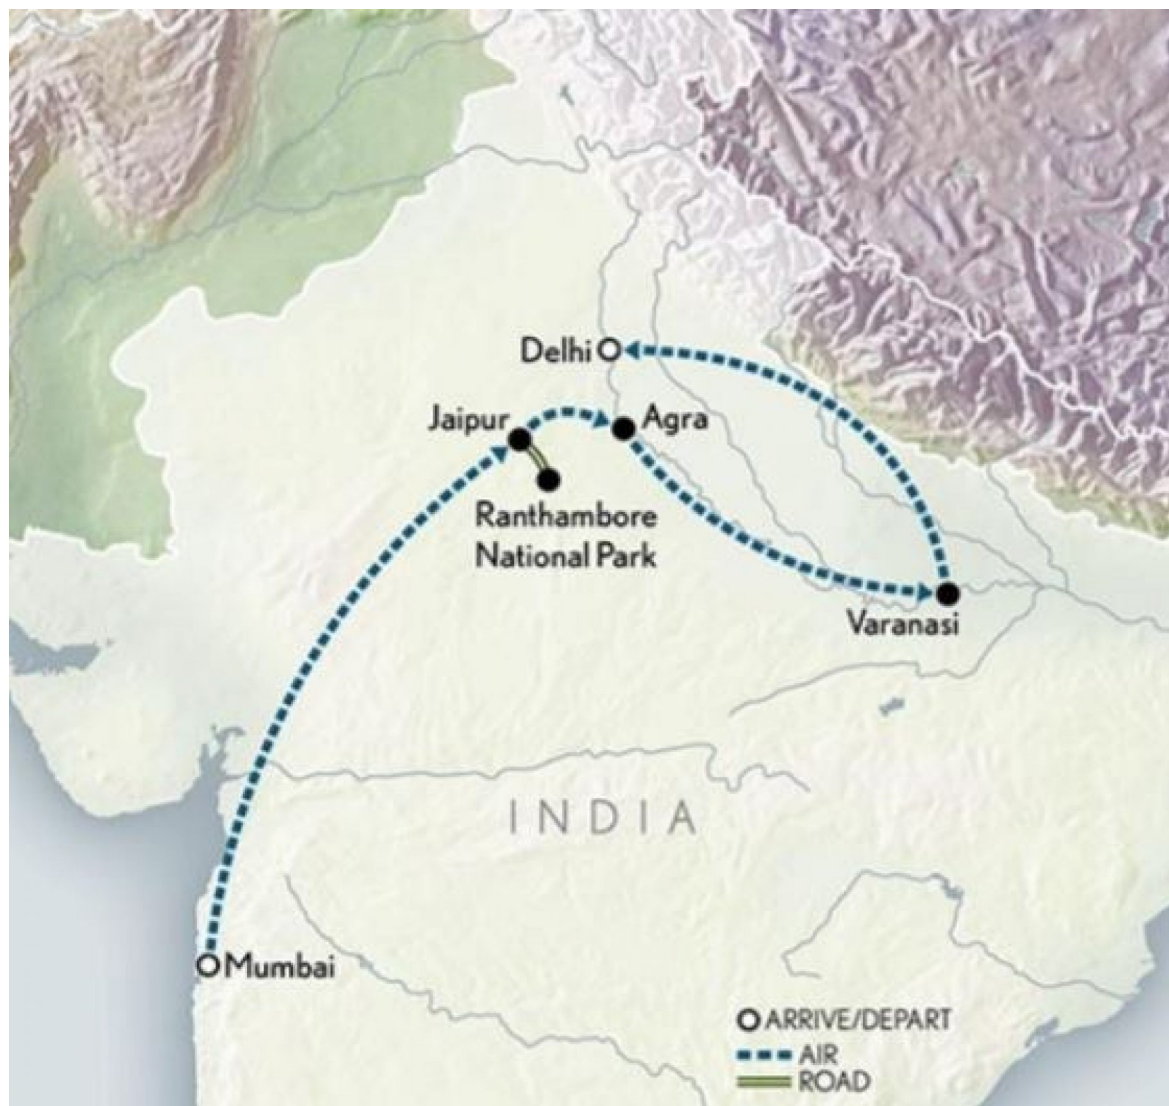 Delhi
Jaipur
Agra
Ranthambore
National Park
Varanasi
INDIA
Mumbai
ARRIVE/DEPART
AIR
ROAD